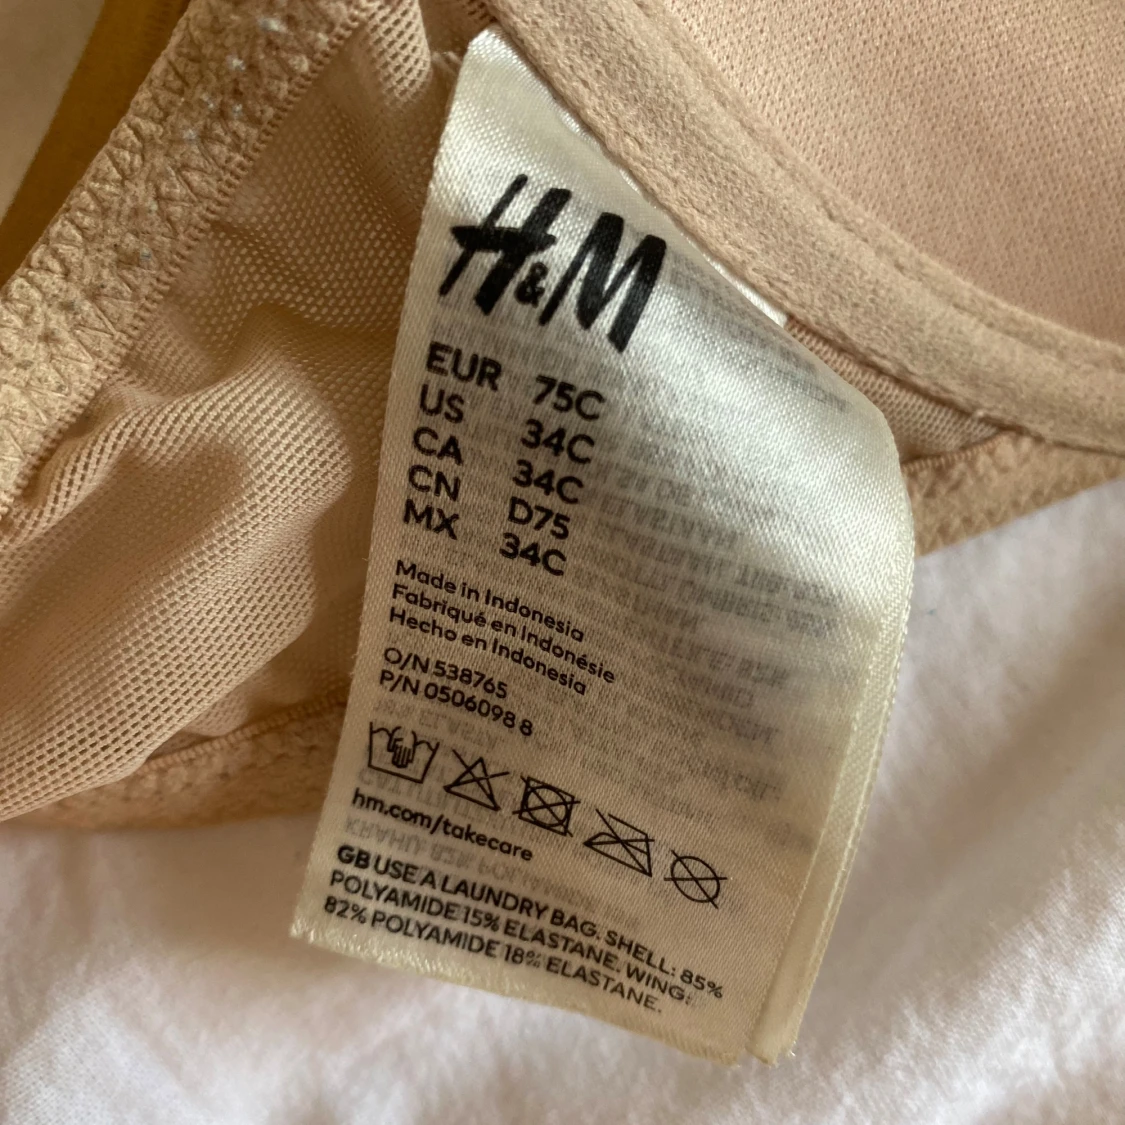 H&M
EUR 75C
US 34C
CA 34C
CN D75
MX 34C
Made in Indonesia
Fabriqué en Indonésie
Hecho en Indonesia
O/N 538765
P/N 0506098 8
hm.com/takecare
GB USE A LAUNDRY BAG. SHELL: 85%
POLYAMIDE 15% ELASTANE. WING:
82% POLYAMIDE 18% ELASTANE.